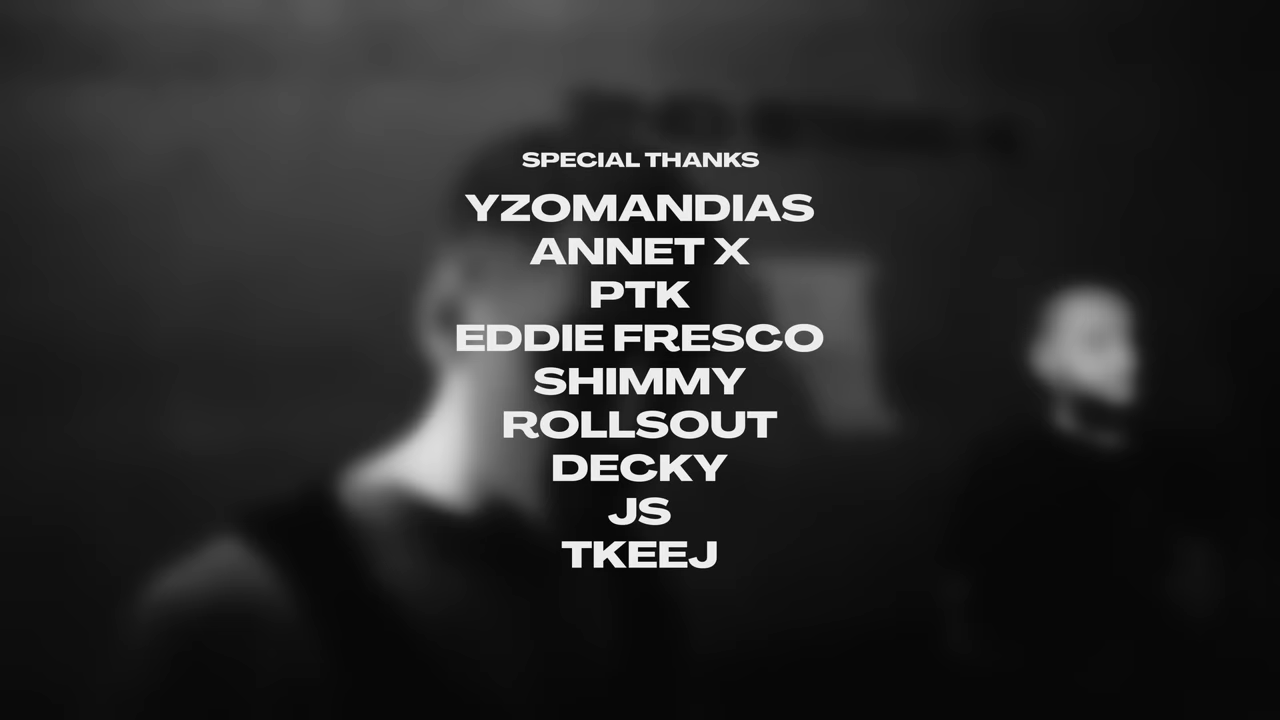 SPECIAL THANKS
YZOMANDIAS
ANNET X
PTK
EDDIE FRESCO
SHIMMY
ROLLSOUT
DECKY
JS
TKEEJ